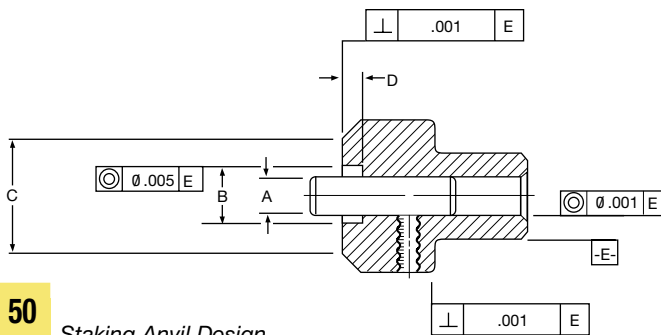 ⊥ .001 E
D
◎ Ø .005 E
C
B
A
◎ Ø .001 E
-E-
50
Staking Anvil Design
⊥ .001 E